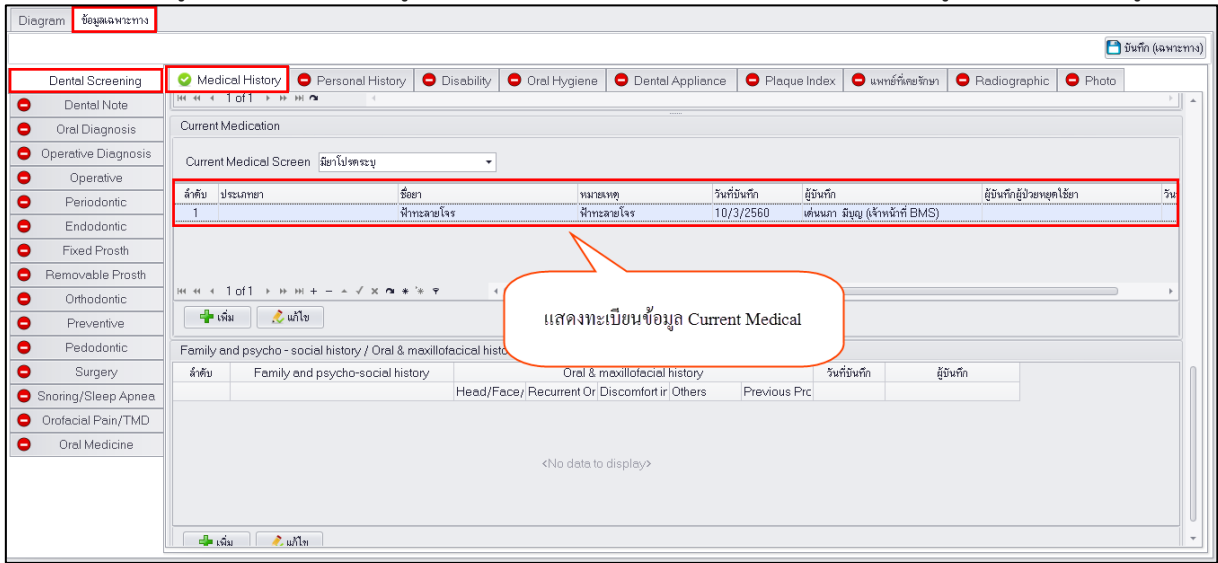 Diagram ข้อมูลเฉพาะทาง
บันทึก (เฉพาะทาง)
Dental Screening
Dental Note
Oral Diagnosis
Operative Diagnosis
Operative
Periodontic
Endodontic
Fixed Prosth
Removable Prosth
Orthodontic
Preventive
Pedodontic
Surgery
Snoring/Sleep Apnea
Orofacial Pain/TMD
Oral Medicine
Medical History Personal History Disability Oral Hygiene Dental Appliance Plaque Index แพทย์ที่เคยรักษา Radiographic Photo
1 of 1
Current Medication
Current Medical Screen มียาโปรดระบุ
ลำดับ ประเภทยา ชื่อยา หมายเหตุ วันที่บันทึก ผู้บันทึก ผู้บันทึกผู้ป่วยหยุดใช้ยา วัน
1 ฟ้าทะลายโจร ฟ้าทะลายโจร 10/3/2560 เด่นนภา มีบุญ (เจ้าหน้าที่ BMS)
1 of 1
เพิ่ม แก้ไข
แสดงทะเบียนข้อมูล Current Medical
Family and psycho - social history / Oral & maxillofacical histo
ลำดับ Family and psycho-social history Oral & maxillofacial history วันที่บันทึก ผู้บันทึก
Head/Face/ Recurrent Or Discomfort ir Others Previous Prc
<No data to display>
เพิ่ม แก้ไข